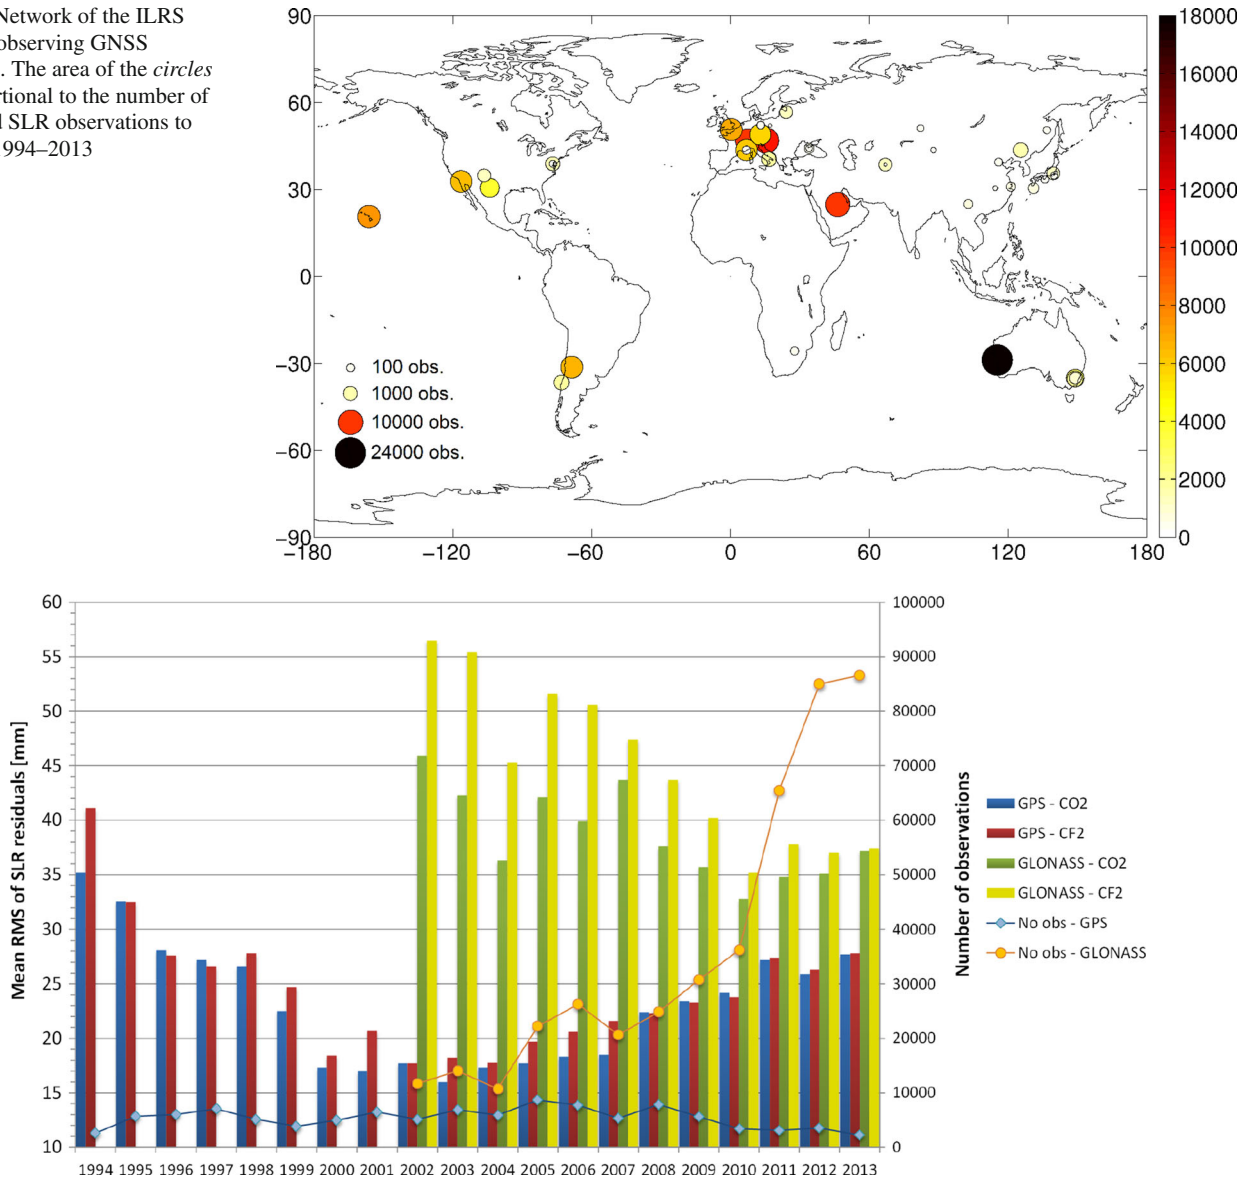 Network of the ILRS
observing GNSS
. The area of the circles
rtional to the number of
d SLR observations to
1994–2013
90
60
30
0
−30
−60
−90
−180
−120
−60
0
60
120
180
100 obs.
1000 obs.
10000 obs.
24000 obs.
18000
16000
14000
12000
10000
8000
6000
4000
2000
0
60
55
50
45
40
35
30
25
20
15
10
Mean RMS of SLR residuals [mm]
100000
90000
80000
70000
60000
50000
40000
30000
20000
10000
0
Number of observations
1994 1995 1996 1997 1998 1999 2000 2001 2002 2003 2004 2005 2006 2007 2008 2009 2010 2011 2012 2013
GPS - CO2
GPS - CF2
GLONASS - CO2
GLONASS - CF2
No obs - GPS
No obs - GLONASS